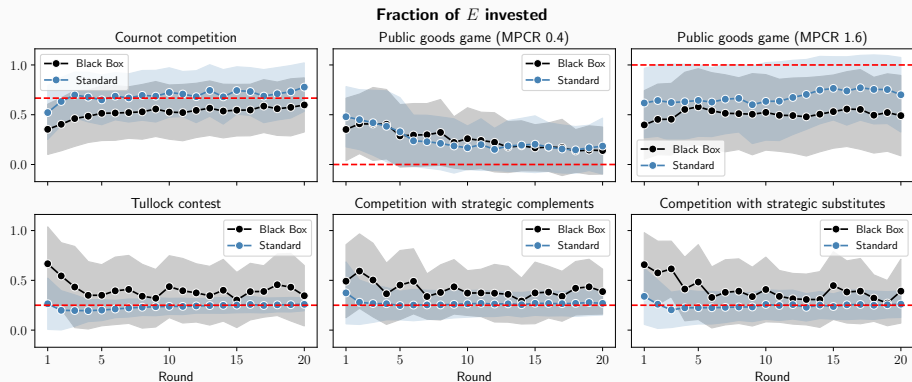 Fraction of E invested
Cournot competition
Public goods game (MPCR 0.4)
Public goods game (MPCR 1.6)
1.0
0.5
0.0
Black Box
Standard
Black Box
Standard
Black Box
Standard
Tullock contest
Competition with strategic complements
Competition with strategic substitutes
1.0
0.5
0.0
Black Box
Standard
Black Box
Standard
Black Box
Standard
1 5 10 15 20
1 5 10 15 20
1 5 10 15 20
Round
Round
Round